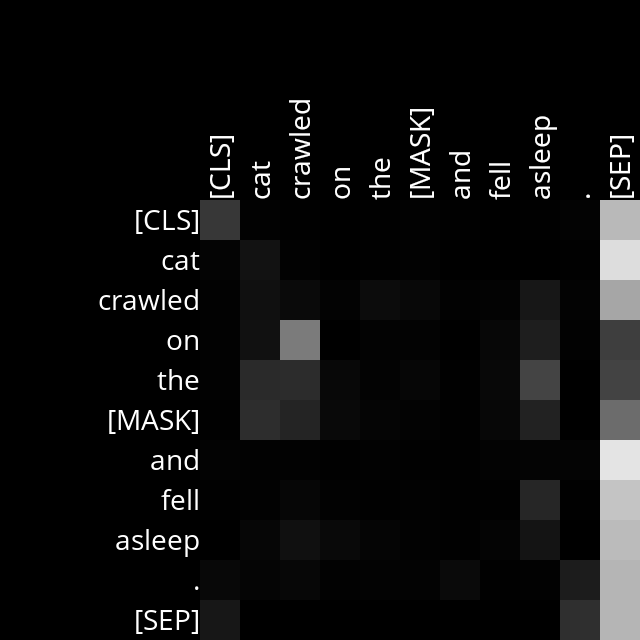 [CLS] cat crawled on the [MASK] and fell asleep . [SEP]
[CLS]
cat
crawled
on
the
[MASK]
and
fell
asleep
.
[SEP]